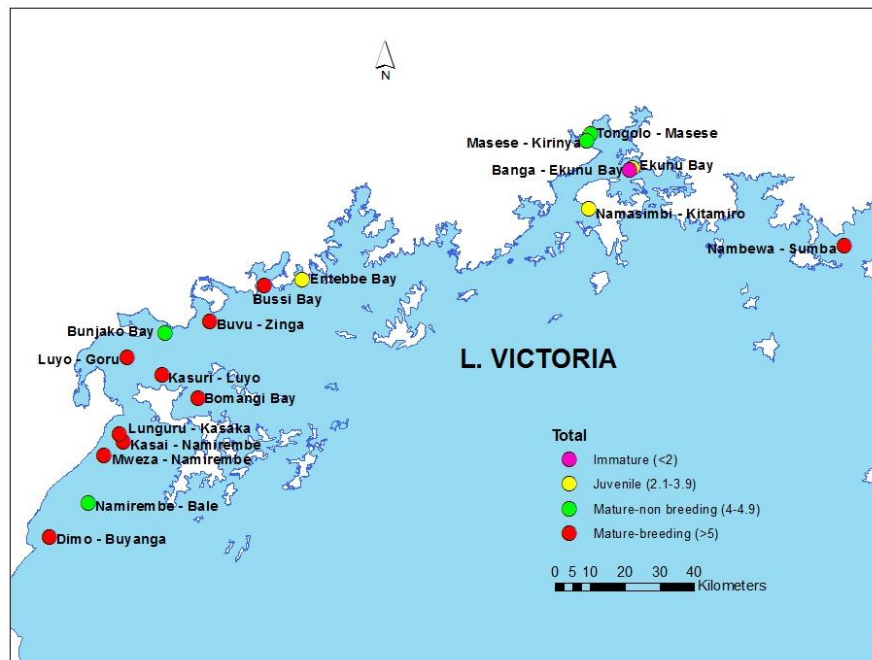 N
Tongolo - Masese
Masese - Kirinya
Ekunu Bay
Banga - Ekunu Bay
Namasimbi - Kitamiro
Nambewa - Sumba
Entebbe Bay
Bussi Bay
Buvu - Zinga
Bunjako Bay
Luyo - Goru
L. VICTORIA
Kasuri - Luyo
Bomangi Bay
Lunguru - Kasaka
Kasai - Namirembe
Mweza - Namirembe
Namirembe - Bale
Dimo - Buyanga
Total
Immature (<2)
Juvenile (2.1-3.9)
Mature-non breeding (4-4.9)
Mature-breeding (>5)
0 5 10 20 30 40
Kilometers